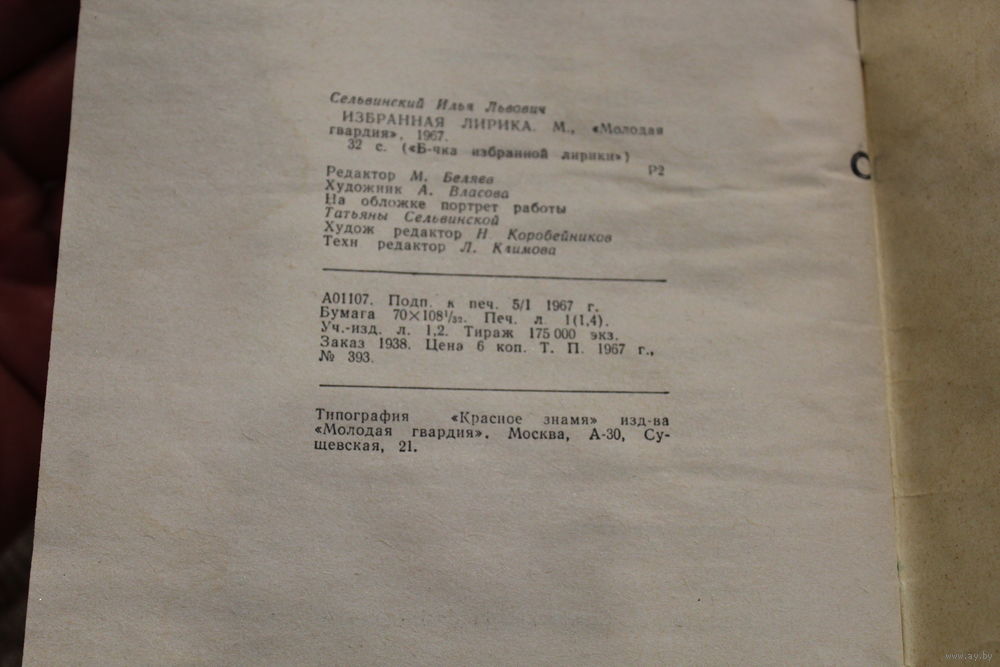 Сельвинский Илья Львович
ИЗБРАННАЯ ЛИРИКА. М., «Молодая
гвардия», 1967.
32 с. («Б-чка избранной лирики»)
Р2
Редактор М. Беляев
Художник А. Власова
На обложке портрет работы
Татьяны Сельвинской
Худож редактор Н. Коробейников
Техн редактор Л. Климова
А01107. Подп. к печ. 5/I 1967 г.
Бумага 70×108¹/₃₂. Печ. л. 1(1,4).
Уч.-изд. л. 1,2. Тираж 175 000 экз.
Заказ 1938. Цена 6 коп. Т. П. 1967 г.,
№ 393.
Типография «Красное знамя» изд-ва
«Молодая гвардия». Москва, А-30, Су-
щевская, 21.
С
www.ay.by